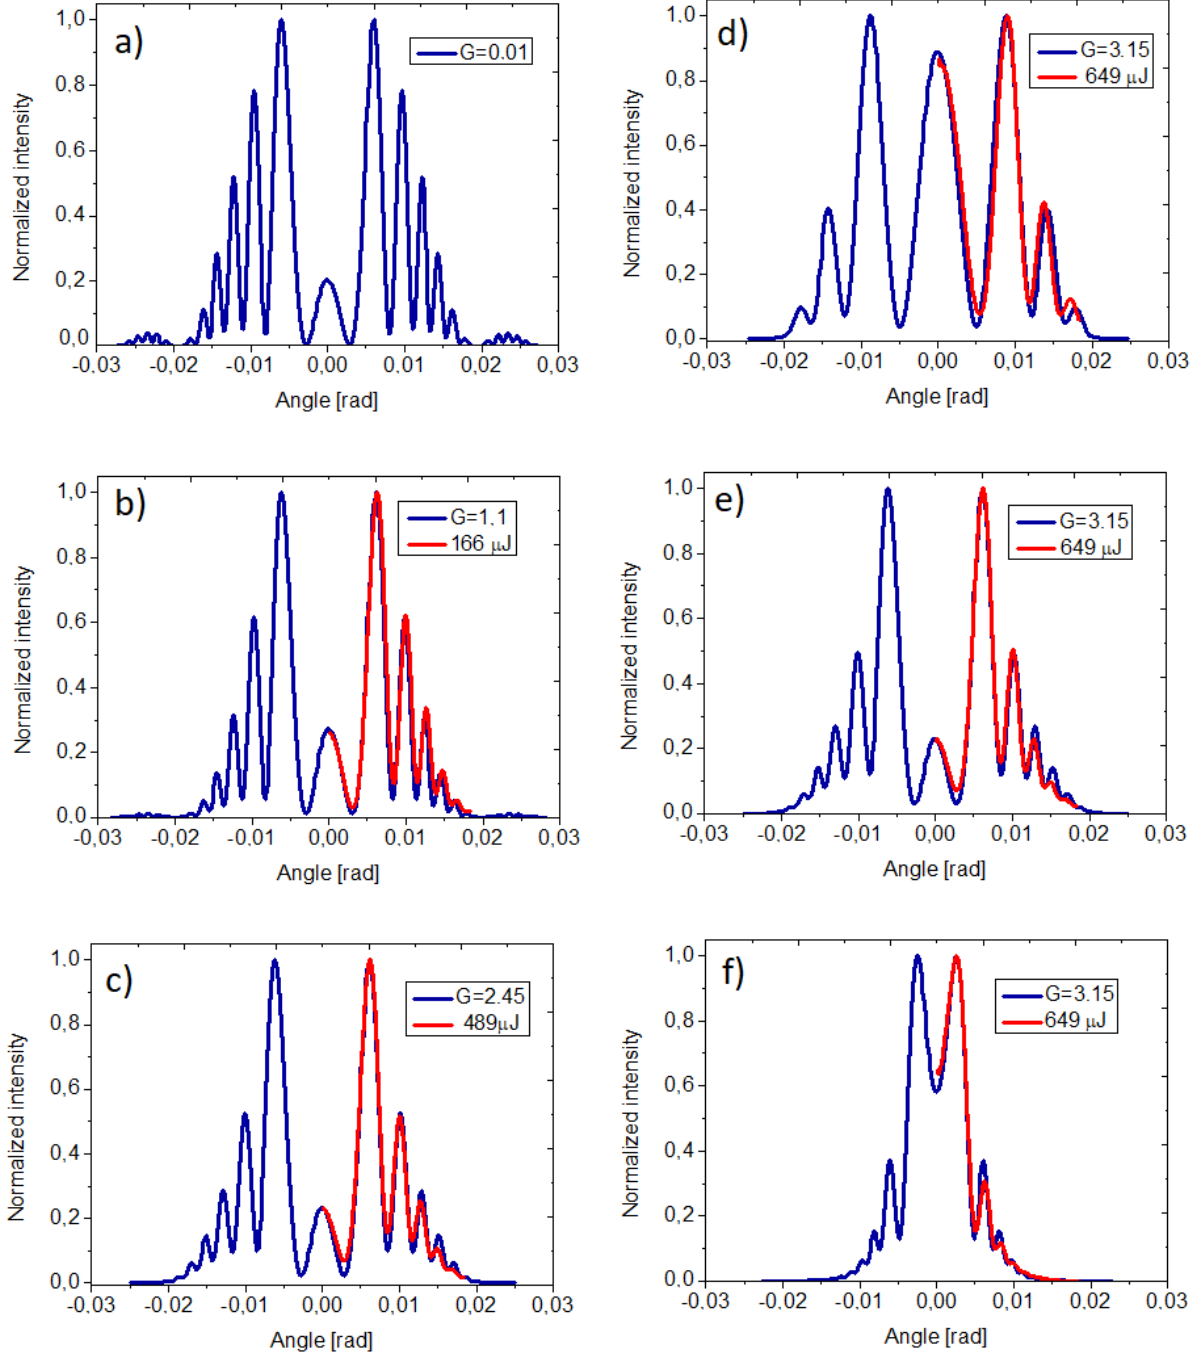 a)
G=0.01
1,0
0,8
0,6
0,4
0,2
0,0
Normalized intensity
-0,03 -0,02 -0,01 0,00 0,01 0,02 0,03
Angle [rad]
d)
G=3.15
649 μJ
1,0
0,8
0,6
0,4
0,2
0,0
Normalized intensity
-0,03 -0,02 -0,01 0,00 0,01 0,02 0,03
Angle [rad]
b)
G=1,1
166 μJ
1,0
0,8
0,6
0,4
0,2
0,0
Normalized intensity
-0,03 -0,02 -0,01 0,00 0,01 0,02 0,03
Angle [rad]
e)
G=3.15
649 μJ
1,0
0,8
0,6
0,4
0,2
0,0
Normalized intensity
-0,03 -0,02 -0,01 0,00 0,01 0,02 0,03
Angle [rad]
c)
G=2.45
489μJ
1,0
0,8
0,6
0,4
0,2
0,0
Normalized intensity
-0,03 -0,02 -0,01 0,00 0,01 0,02 0,03
Angle [rad]
f)
G=3.15
649 μJ
1,0
0,8
0,6
0,4
0,2
0,0
Normalized intensity
-0,03 -0,02 -0,01 0,00 0,01 0,02 0,03
Angle [rad]